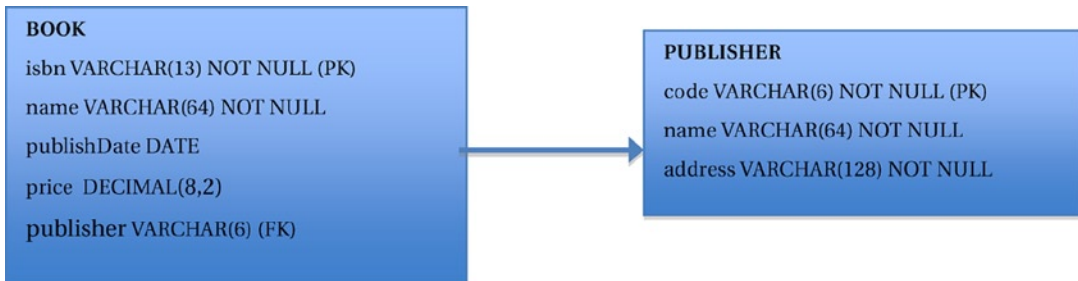 BOOK
isbn VARCHAR(13) NOT NULL (PK)
name VARCHAR(64) NOT NULL
publishDate DATE
price DECIMAL(8,2)
publisher VARCHAR(6) (FK)
PUBLISHER
code VARCHAR(6) NOT NULL (PK)
name VARCHAR(64) NOT NULL
address VARCHAR(128) NOT NULL